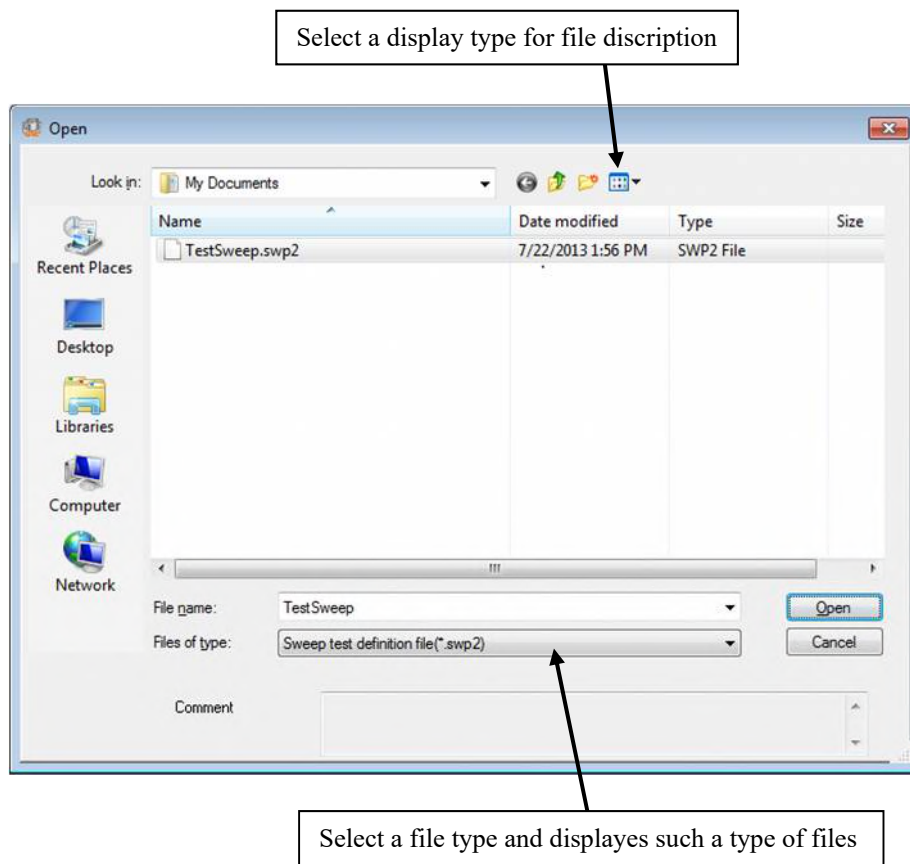 Select a display type for file discription
Open
Look in: My Documents
Name Date modified Type Size
TestSweep.swp2 7/22/2013 1:56 PM SWP2 File
Recent Places
Desktop
Libraries
Computer
Network
File name: TestSweep Open
Files of type: Sweep test definition file(*.swp2) Cancel
Comment
Select a file type and displayes such a type of files